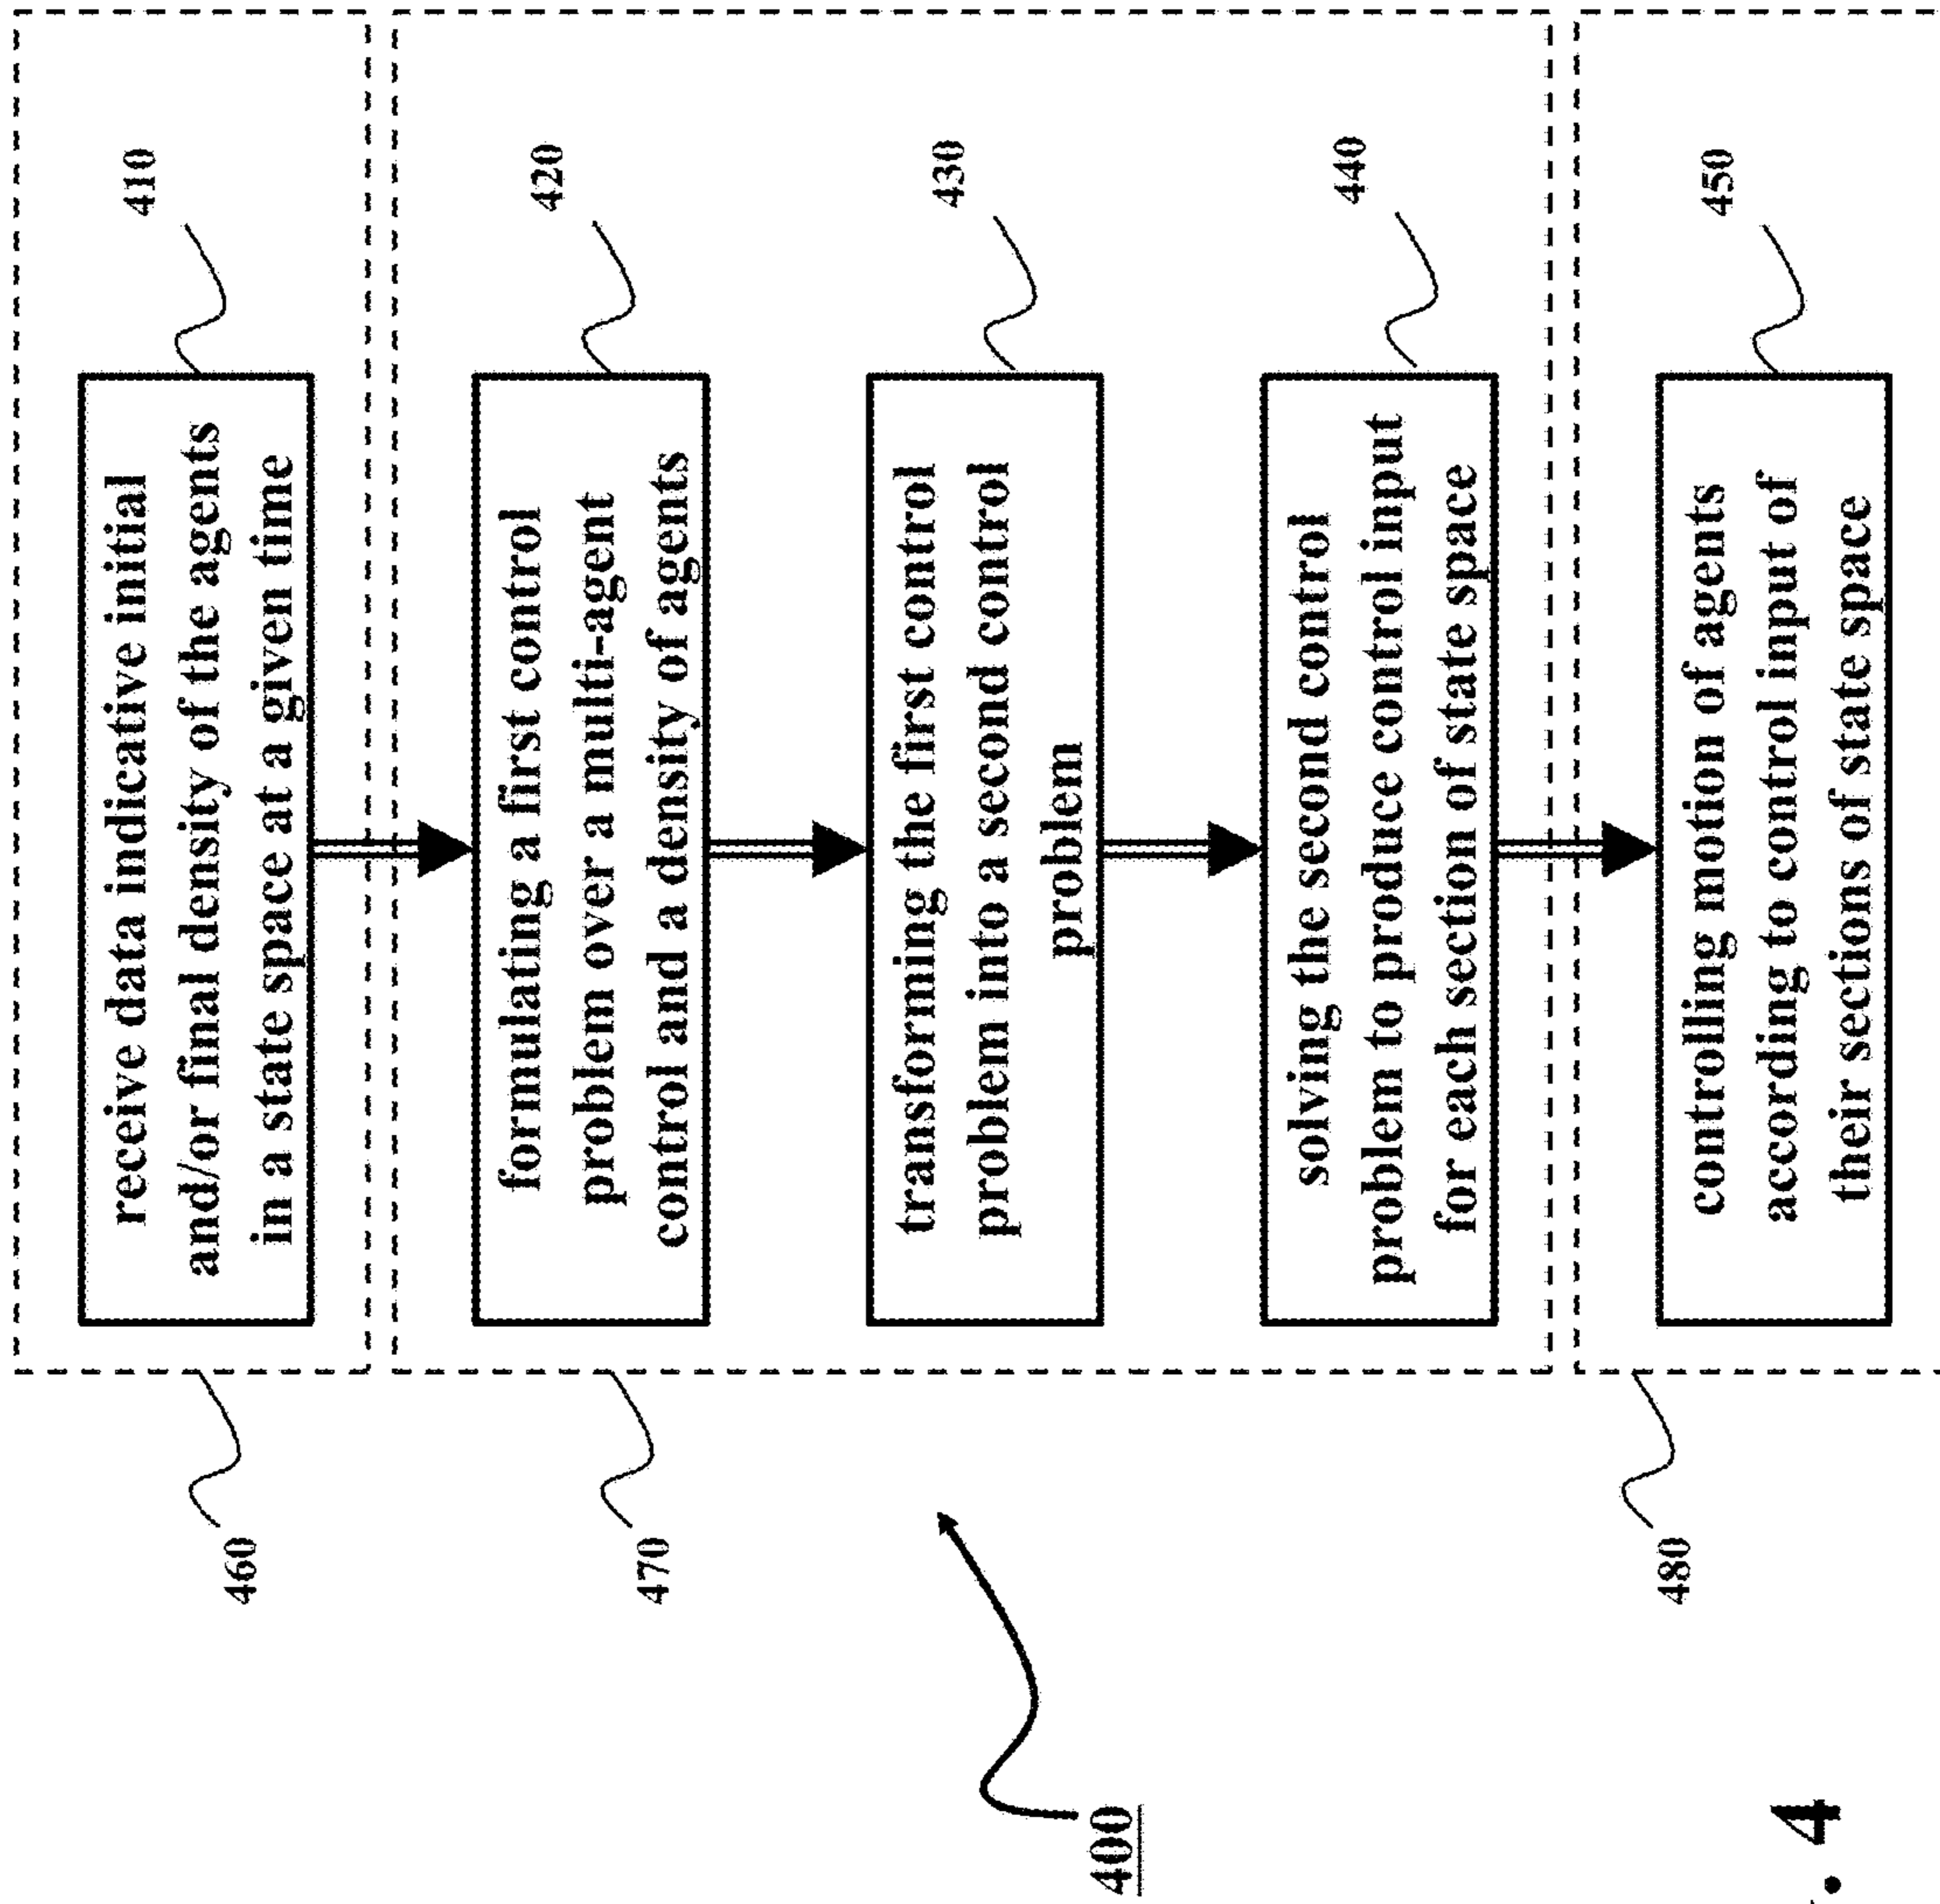 410
receive data indicative initial
and/or final density of the agents
in a state space at a given time
460
420
formulating a first control
problem over a multi-agent
control and a density of agents
470
430
transforming the first control
problem into a second control
problem
400
440
solving the second control
problem to produce control input
for each section of state space
450
controlling motion of agents
according to control input of
their sections of state space
480
. 4